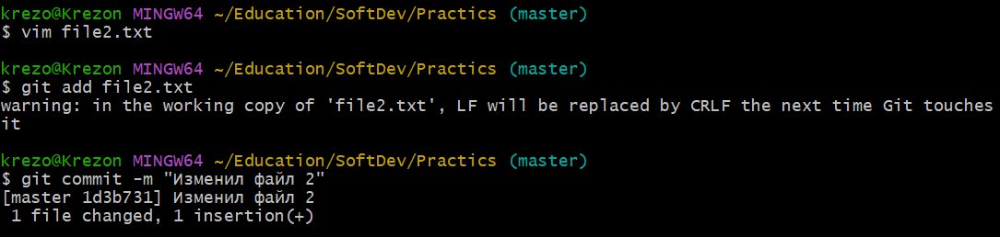 krezo@Krezon MINGW64 ~/Education/SoftDev/Practics (master)
$ vim file2.txt
krezo@Krezon MINGW64 ~/Education/SoftDev/Practics (master)
$ git add file2.txt
warning: in the working copy of 'file2.txt', LF will be replaced by CRLF the next time Git touches
it
krezo@Krezon MINGW64 ~/Education/SoftDev/Practics (master)
$ git commit -m "Изменил файл 2"
[master 1d3b731] Изменил файл 2
 1 file changed, 1 insertion(+)